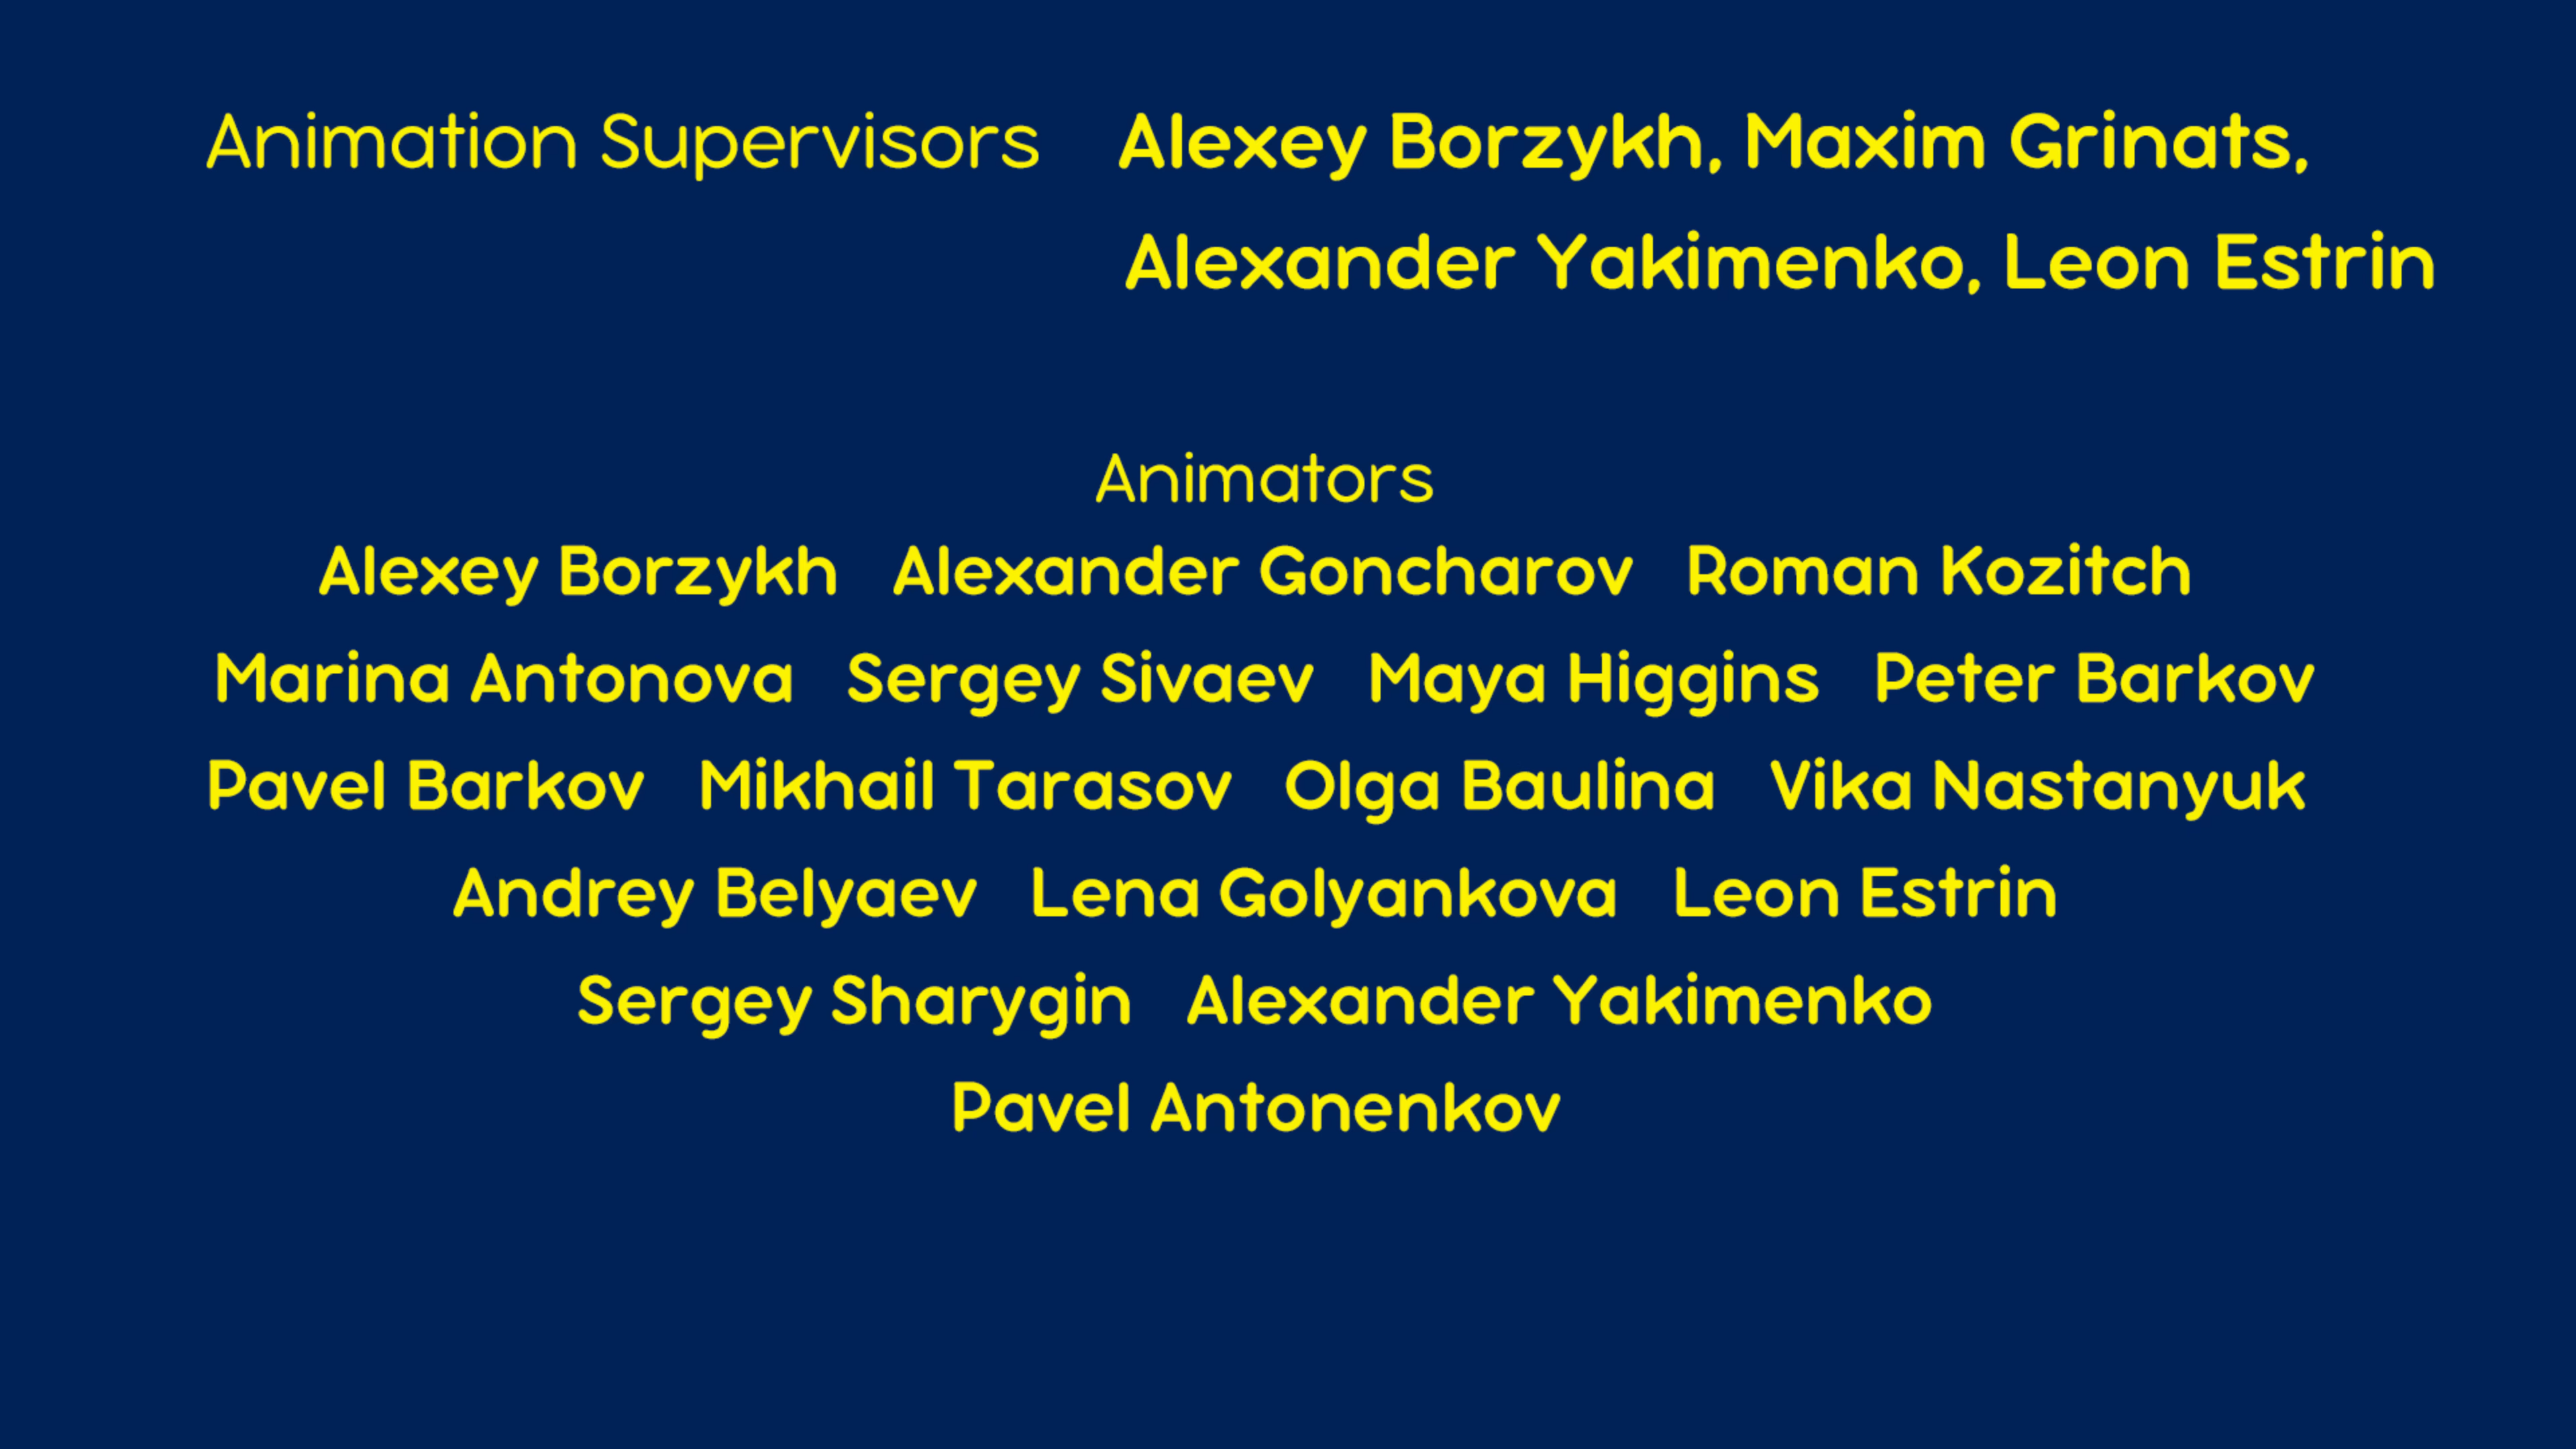 Animation Supervisors Alexey Borzykh, Maxim Grinats,
Alexander Yakimenko, Leon Estrin
Animators
Alexey Borzykh Alexander Goncharov Roman Kozitch
Marina Antonova Sergey Sivaev Maya Higgins Peter Barkov
Pavel Barkov Mikhail Tarasov Olga Baulina Vika Nastanyuk
Andrey Belyaev Lena Golyankova Leon Estrin
Sergey Sharygin Alexander Yakimenko
Pavel Antonenkov